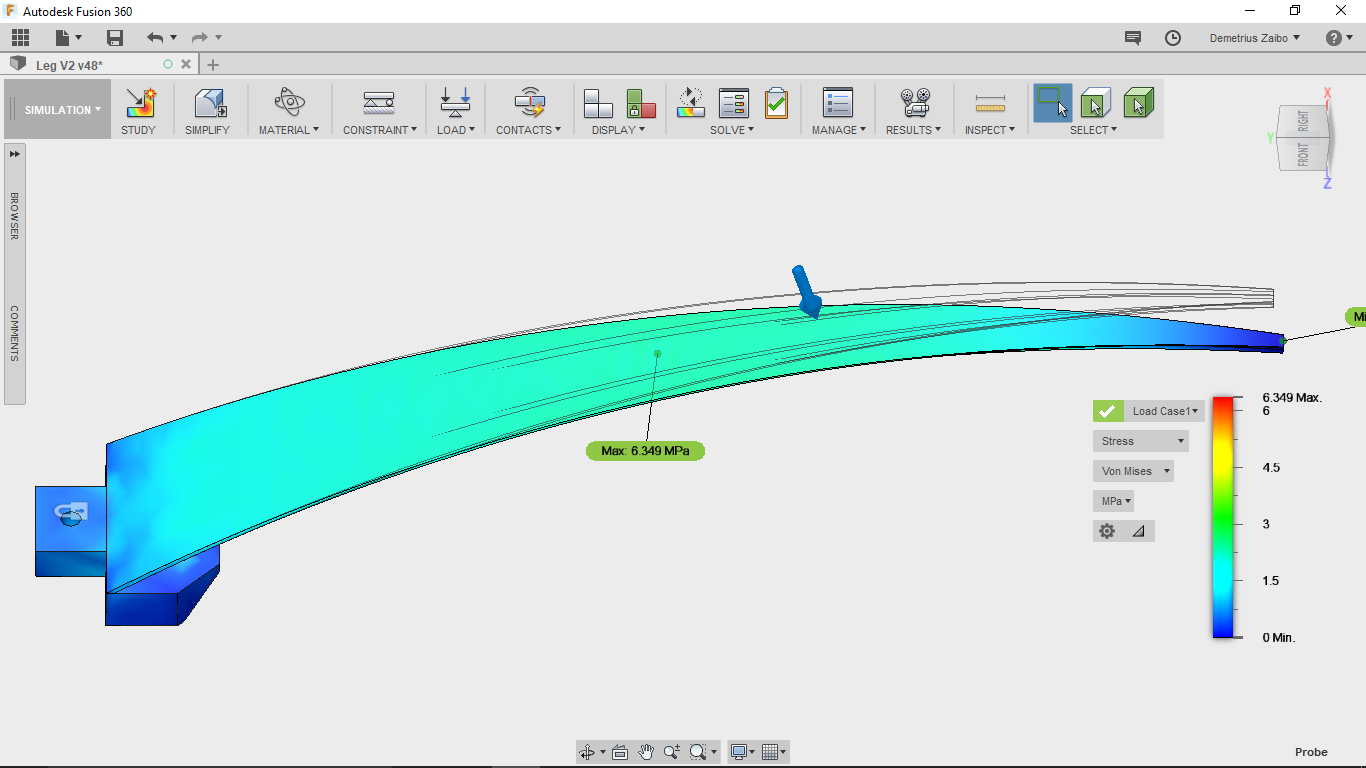 Autodesk Fusion 360
Demetrius Zaibo
Leg V2 v48*
SIMULATION
STUDY
SIMPLIFY
MATERIAL
CONSTRAINT
LOAD
CONTACTS
DISPLAY
SOLVE
MANAGE
RESULTS
INSPECT
SELECT
X
RIGHT
Y
FRONT
Z
BROWSER
COMMENTS
Mi
Max: 6.349 MPa
Load Case1
Stress
Von Mises
MPa
6.349 Max.
6
4.5
3
1.5
0 Min.
Probe